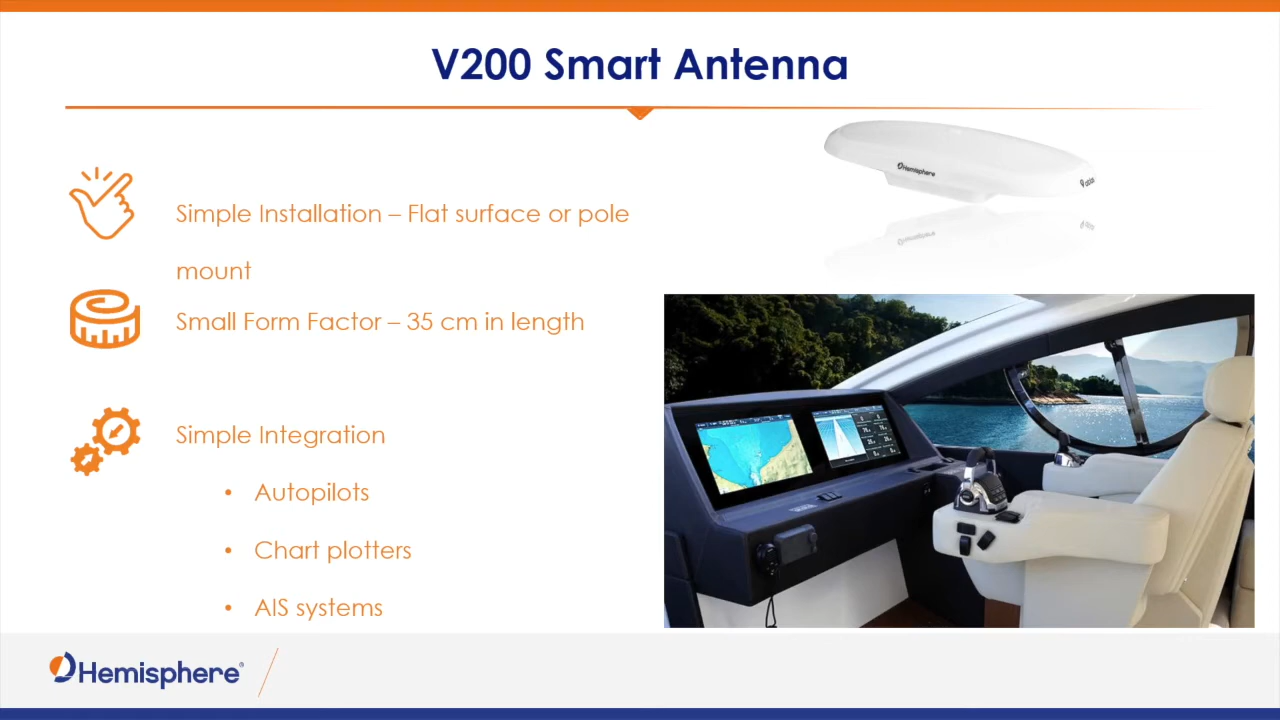 V200 Smart Antenna
Hemisphere
atlas
Simple Installation – Flat surface or pole
mount
Small Form Factor – 35 cm in length
Simple Integration
• Autopilots
• Chart plotters
• AIS systems
Hemisphere®